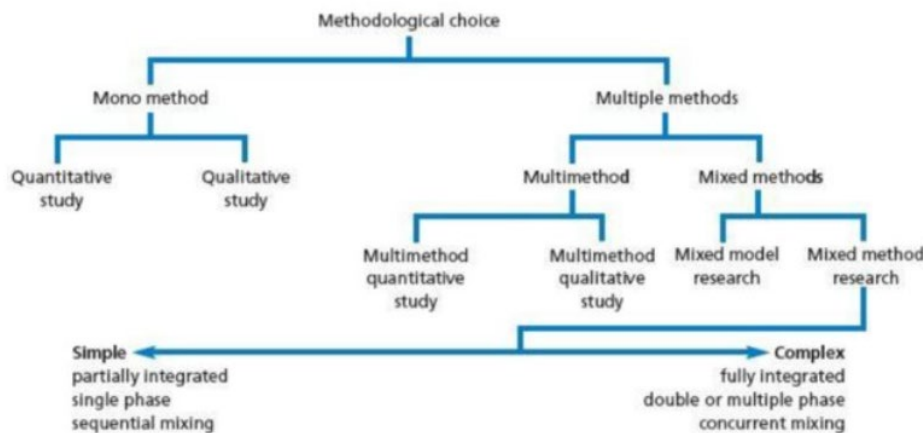 Methodological choice
Mono method
Multiple methods
Quantitative
study
Qualitative
study
Multimethod
Mixed methods
Multimethod
quantitative
study
Multimethod
qualitative
study
Mixed model
research
Mixed method
research
Simple
partially integrated
single phase
sequential mixing
Complex
fully integrated
double or multiple phase
concurrent mixing